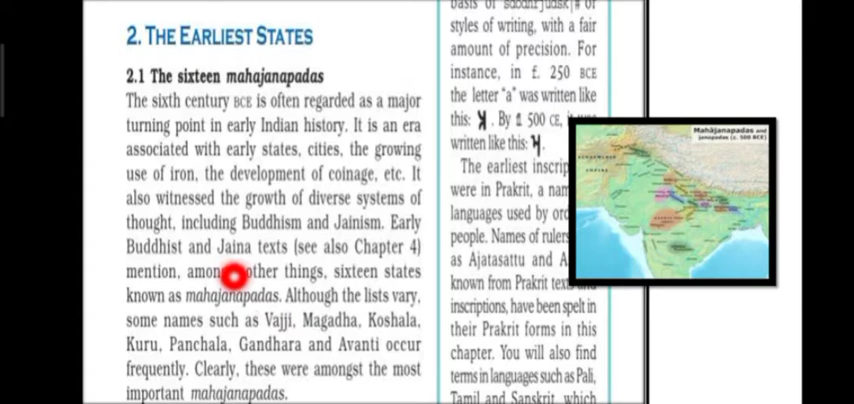 2. THE EARLIEST STATES
2.1 The sixteen mahajanapadas
The sixth century BCE is often regarded as a major
turning point in early Indian history. It is an era
associated with early states, cities, the growing
use of iron, the development of coinage, etc. It
also witnessed the growth of diverse systems of
thought, including Buddhism and Jainism. Early
Buddhist and Jaina texts (see also Chapter 4)
mention, amon other things, sixteen states
known as mahajanapadas. Although the lists vary,
some names such as Vajji, Magadha, Koshala,
Kuru, Panchala, Gandhara and Avanti occur
frequently. Clearly, these were amongst the most
important mahajanapadas.
basis of
styles of writing, with a fair
amount of precision. For
instance, in £. 250 BCE
the letter “a” was written like
this: . By 500 CE,
written like this: .
The earliest inscrip
were in Prakrit, a nam
languages used by ord
people. Names of rulers
as Ajatasattu and A
known from Prakrit tex and
inscriptions, have been spelt in
their Prakrit forms in this
chapter. You will also find
terms in languages such as Pali,
Tamil and Sanskrit, which
Mahājanapadas and
janapadas (c. 500 BCE)